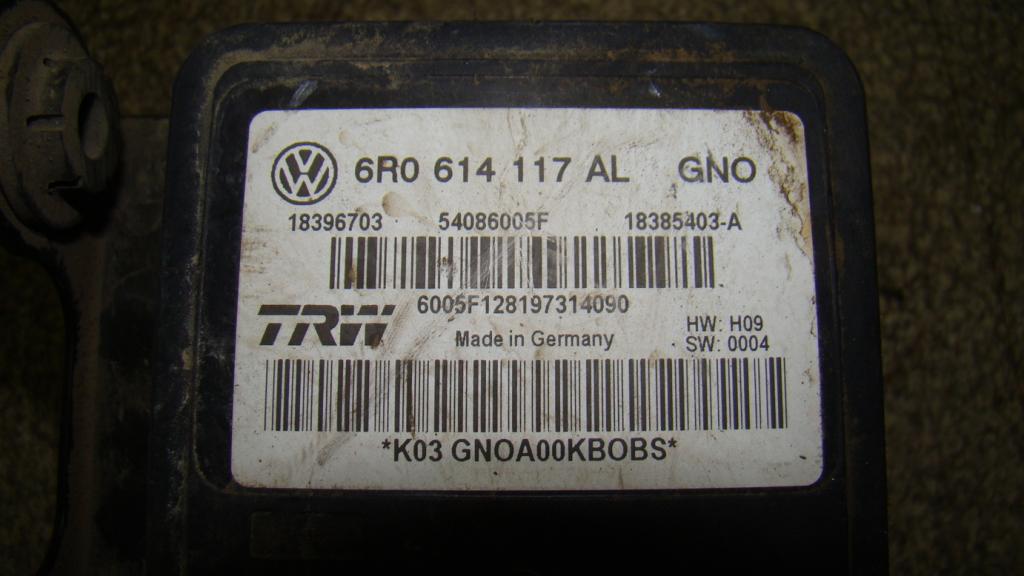 6R0 614 117 AL GNO
18396703 54086005F 18385403-A
6005F128197314090
TRW
Made in Germany
HW: H09
SW: 0004
*K03 GNOA00KBOBS*